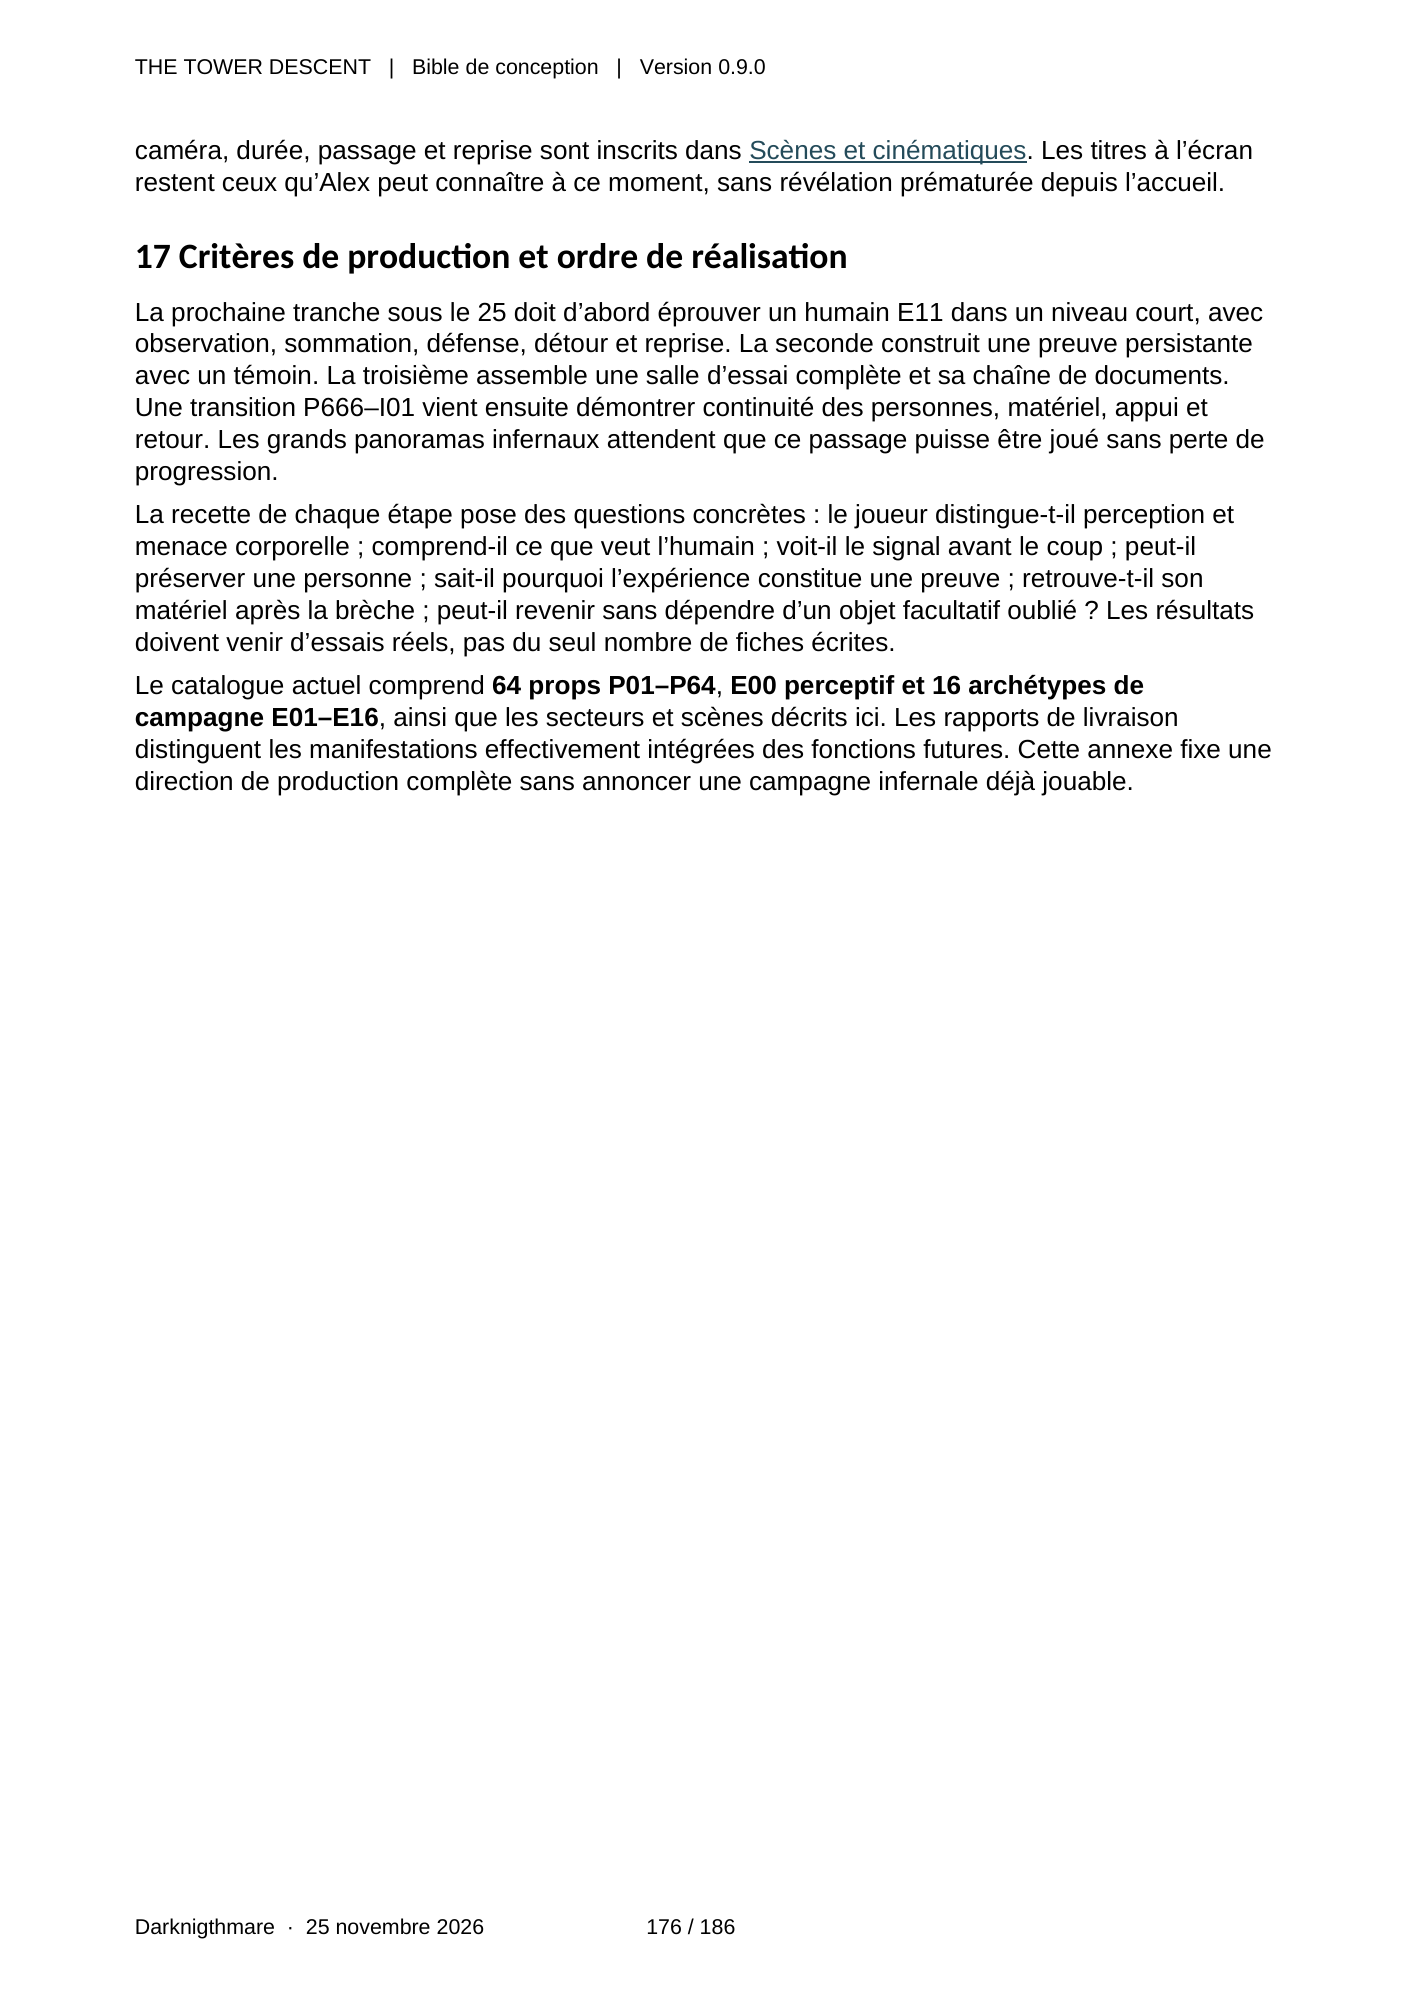 THE TOWER DESCENT | Bible de conception | Version 0.9.0
caméra, durée, passage et reprise sont inscrits dans Scènes et cinématiques. Les titres à l’écran
restent ceux qu’Alex peut connaître à ce moment, sans révélation prématurée depuis l’accueil.
17 Critères de production et ordre de réalisation
La prochaine tranche sous le 25 doit d’abord éprouver un humain E11 dans un niveau court, avec
observation, sommation, défense, détour et reprise. La seconde construit une preuve persistante
avec un témoin. La troisième assemble une salle d’essai complète et sa chaîne de documents.
Une transition P666–I01 vient ensuite démontrer continuité des personnes, matériel, appui et
retour. Les grands panoramas infernaux attendent que ce passage puisse être joué sans perte de
progression.
La recette de chaque étape pose des questions concrètes : le joueur distingue-t-il perception et
menace corporelle ; comprend-il ce que veut l’humain ; voit-il le signal avant le coup ; peut-il
préserver une personne ; sait-il pourquoi l’expérience constitue une preuve ; retrouve-t-il son
matériel après la brèche ; peut-il revenir sans dépendre d’un objet facultatif oublié ? Les résultats
doivent venir d’essais réels, pas du seul nombre de fiches écrites.
Le catalogue actuel comprend 64 props P01–P64, E00 perceptif et 16 archétypes de
campagne E01–E16, ainsi que les secteurs et scènes décrits ici. Les rapports de livraison
distinguent les manifestations effectivement intégrées des fonctions futures. Cette annexe fixe une
direction de production complète sans annoncer une campagne infernale déjà jouable.
Darknigthmare · 25 novembre 2026 176 / 186